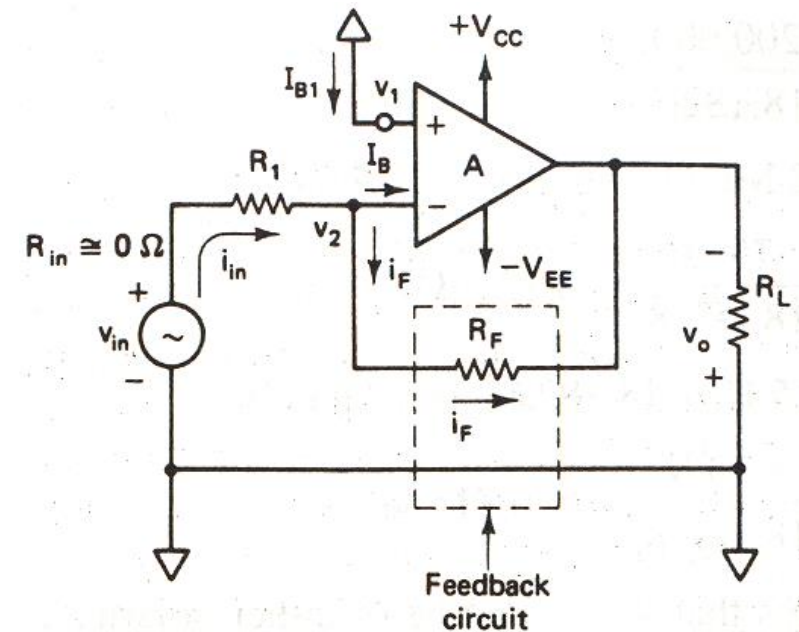 +V_CC
I_B1
v_1
+
A
R_1
I_B
−
v_2
R_in ≅ 0 Ω
i_in
i_F
−V_EE
+
v_in
~
−
R_F
i_F
−
R_L
v_o
+
Feedback
circuit